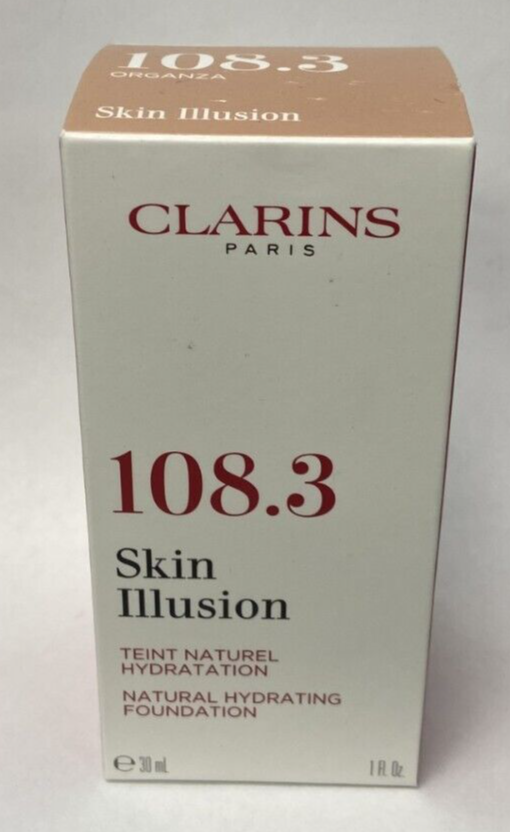 108.3
ORGANZA
Skin Illusion
CLARINS
PARIS
108.3
Skin
Illusion
TEINT NATUREL
HYDRATATION
NATURAL HYDRATING
FOUNDATION
℮ 30 mL
1 Fl. Oz.